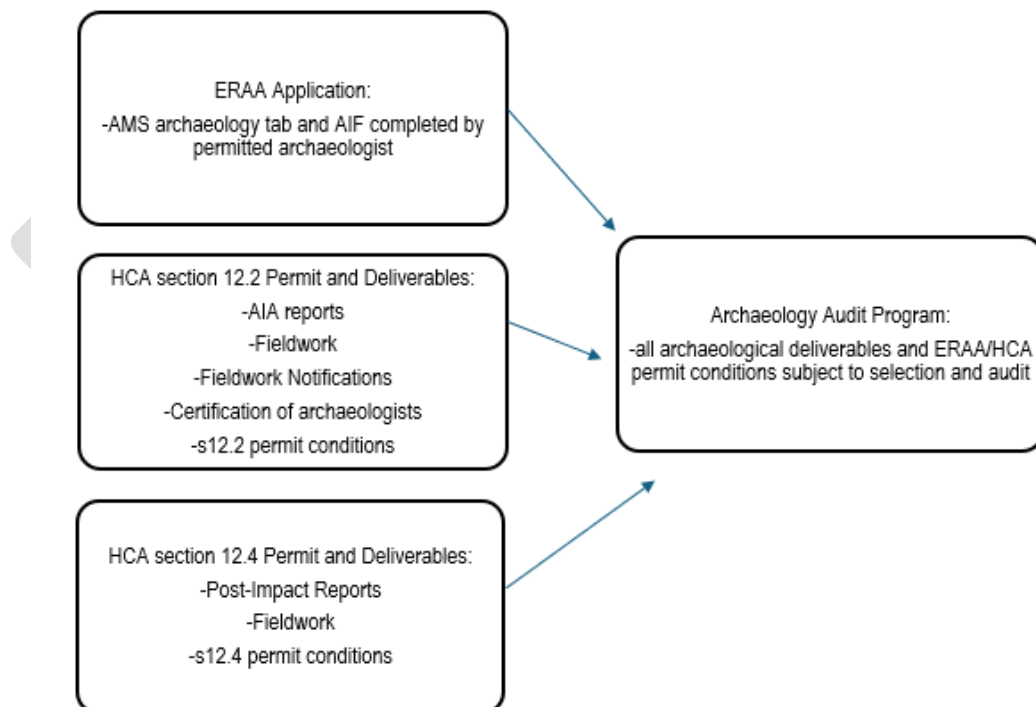 ERAA Application:
-AMS archaeology tab and AIF completed by
permitted archaeologist
HCA section 12.2 Permit and Deliverables:
-AIA reports
-Fieldwork
-Fieldwork Notifications
-Certification of archaeologists
-s12.2 permit conditions
HCA section 12.4 Permit and Deliverables:
-Post-Impact Reports
-Fieldwork
-s12.4 permit conditions
Archaeology Audit Program:
-all archaeological deliverables and ERAA/HCA
permit conditions subject to selection and audit